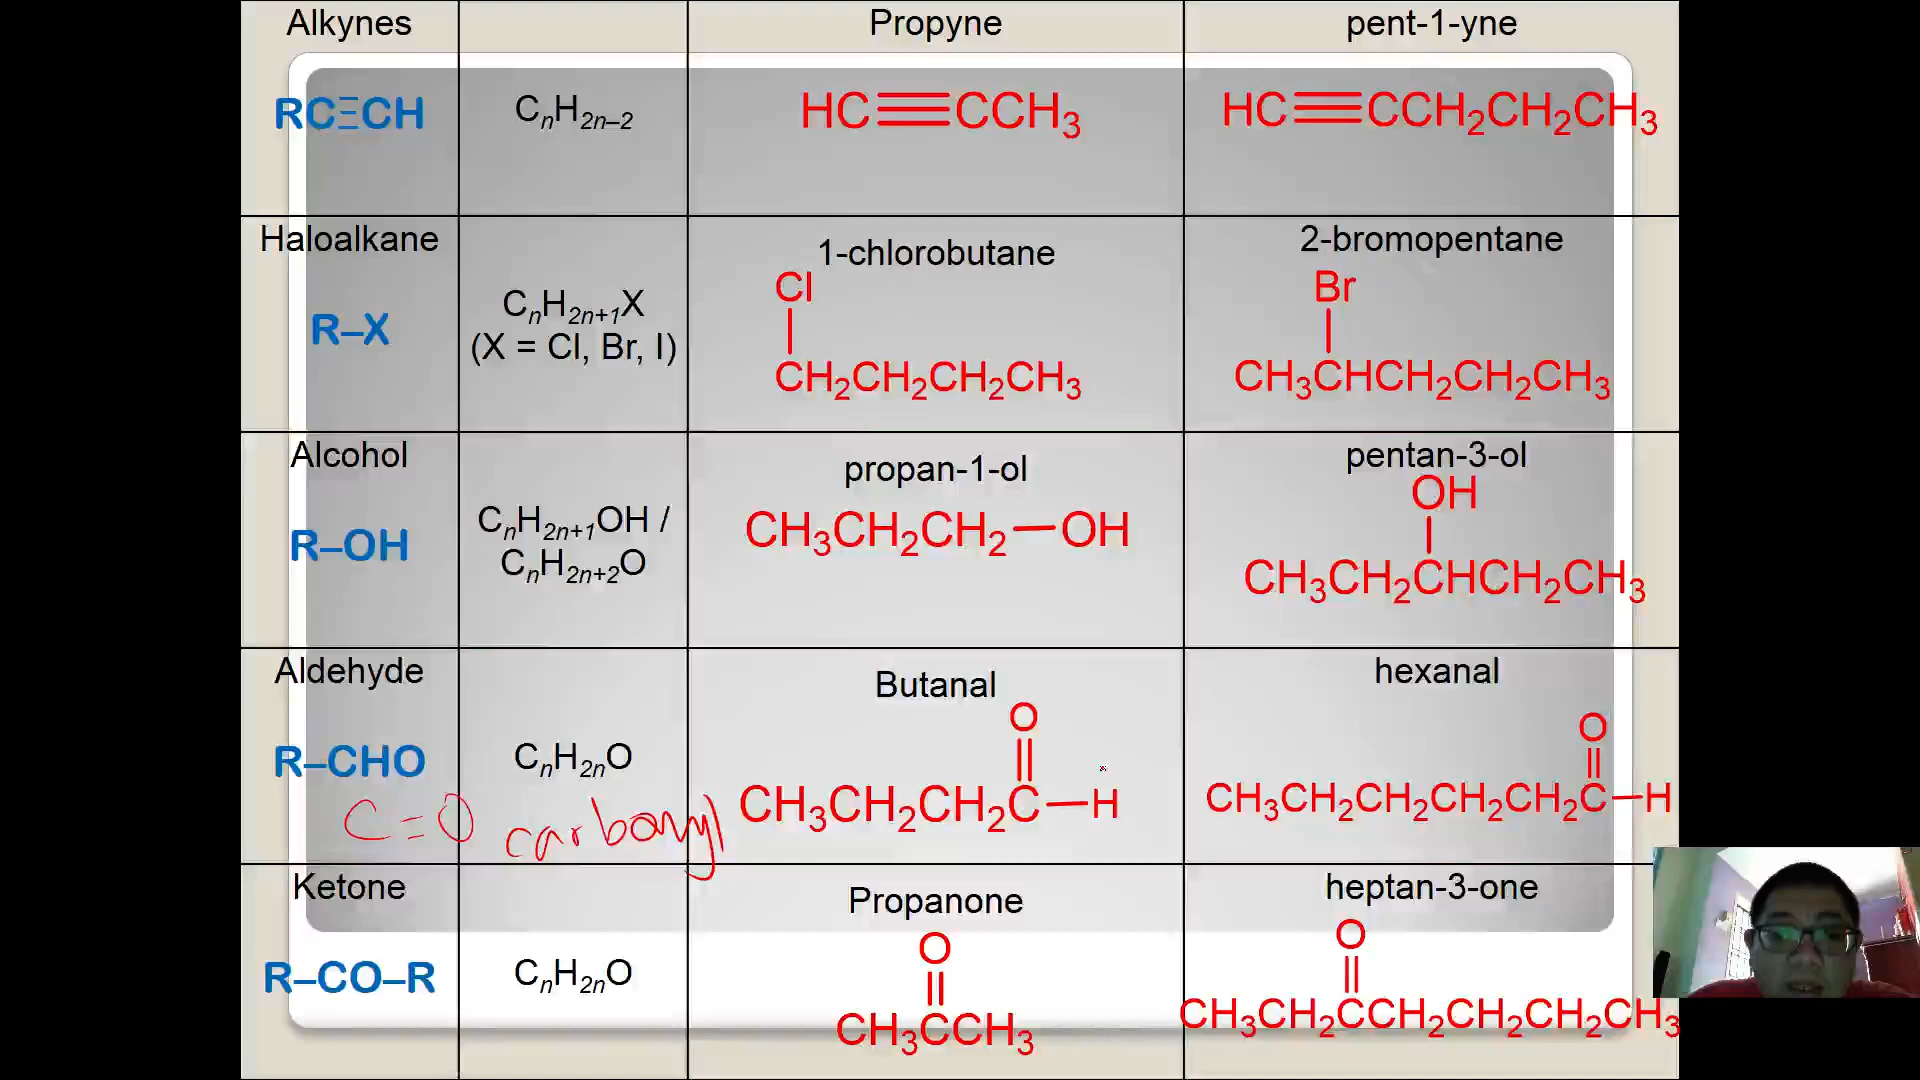 Alkynes
Propyne
pent-1-yne
RC≡CH
CₙH₂ₙ₋₂
HC≡CCH₃
HC≡CCH₂CH₂CH₃
Haloalkane
1-chlorobutane
2-bromopentane
R–X
CₙH₂ₙ₊₁X
(X = Cl, Br, I)
Cl
CH₂CH₂CH₂CH₃
Br
CH₃CHCH₂CH₂CH₃
Alcohol
propan-1-ol
pentan-3-ol
R–OH
CₙH₂ₙ₊₁OH /
CₙH₂ₙ₊₂O
CH₃CH₂CH₂—OH
OH
CH₃CH₂CHCH₂CH₃
Aldehyde
Butanal
hexanal
R–CHO
CₙH₂ₙO
O
CH₃CH₂CH₂C—H
O
CH₃CH₂CH₂CH₂CH₂C—H
C=O carbonyl
Ketone
Propanone
heptan-3-one
R–CO–R
CₙH₂ₙO
O
CH₃CCH₃
O
CH₃CH₂CCH₂CH₂CH₂CH₃